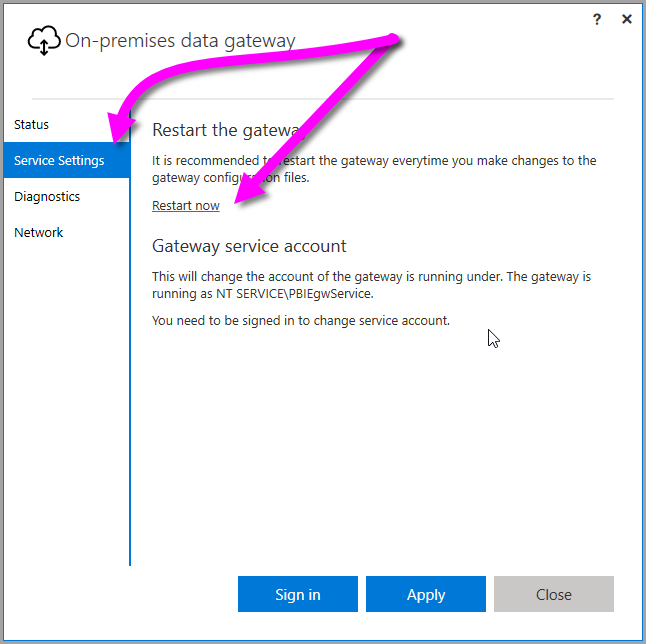 ? ×
On-premises data gateway
Status
Service Settings
Diagnostics
Network
Restart the gateway
It is recommended to restart the gateway everytime you make changes to the
gateway configuration files.
Restart now
Gateway service account
This will change the account of the gateway is running under. The gateway is
running as NT SERVICE\PBIEgwService.
You need to be signed in to change service account.
Sign in
Apply
Close